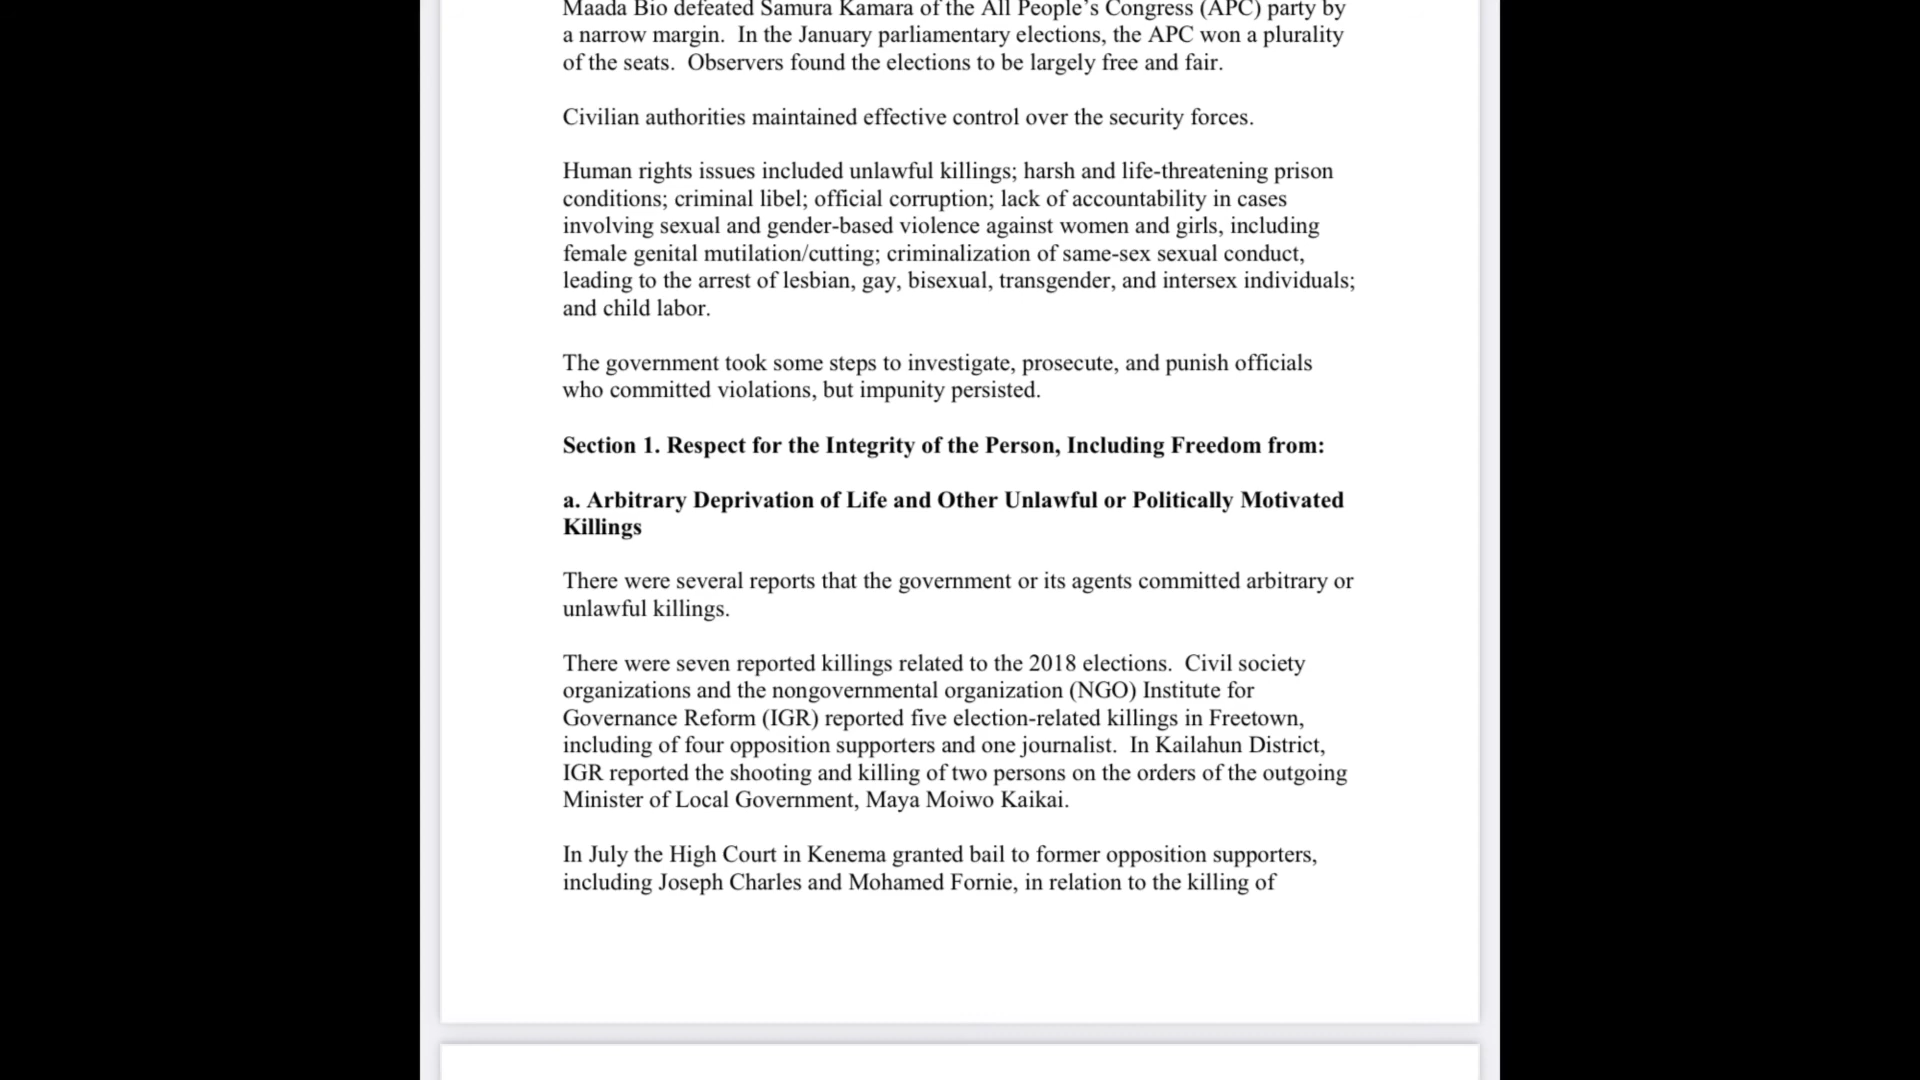 Maada Bio defeated Samura Kamara of the All People's Congress (APC) party by
a narrow margin.  In the January parliamentary elections, the APC won a plurality
of the seats.  Observers found the elections to be largely free and fair.
Civilian authorities maintained effective control over the security forces.
Human rights issues included unlawful killings; harsh and life-threatening prison
conditions; criminal libel; official corruption; lack of accountability in cases
involving sexual and gender-based violence against women and girls, including
female genital mutilation/cutting; criminalization of same-sex sexual conduct,
leading to the arrest of lesbian, gay, bisexual, transgender, and intersex individuals;
and child labor.
The government took some steps to investigate, prosecute, and punish officials
who committed violations, but impunity persisted.
Section 1. Respect for the Integrity of the Person, Including Freedom from:
a. Arbitrary Deprivation of Life and Other Unlawful or Politically Motivated
Killings
There were several reports that the government or its agents committed arbitrary or
unlawful killings.
There were seven reported killings related to the 2018 elections.  Civil society
organizations and the nongovernmental organization (NGO) Institute for
Governance Reform (IGR) reported five election-related killings in Freetown,
including of four opposition supporters and one journalist.  In Kailahun District,
IGR reported the shooting and killing of two persons on the orders of the outgoing
Minister of Local Government, Maya Moiwo Kaikai.
In July the High Court in Kenema granted bail to former opposition supporters,
including Joseph Charles and Mohamed Fornie, in relation to the killing of